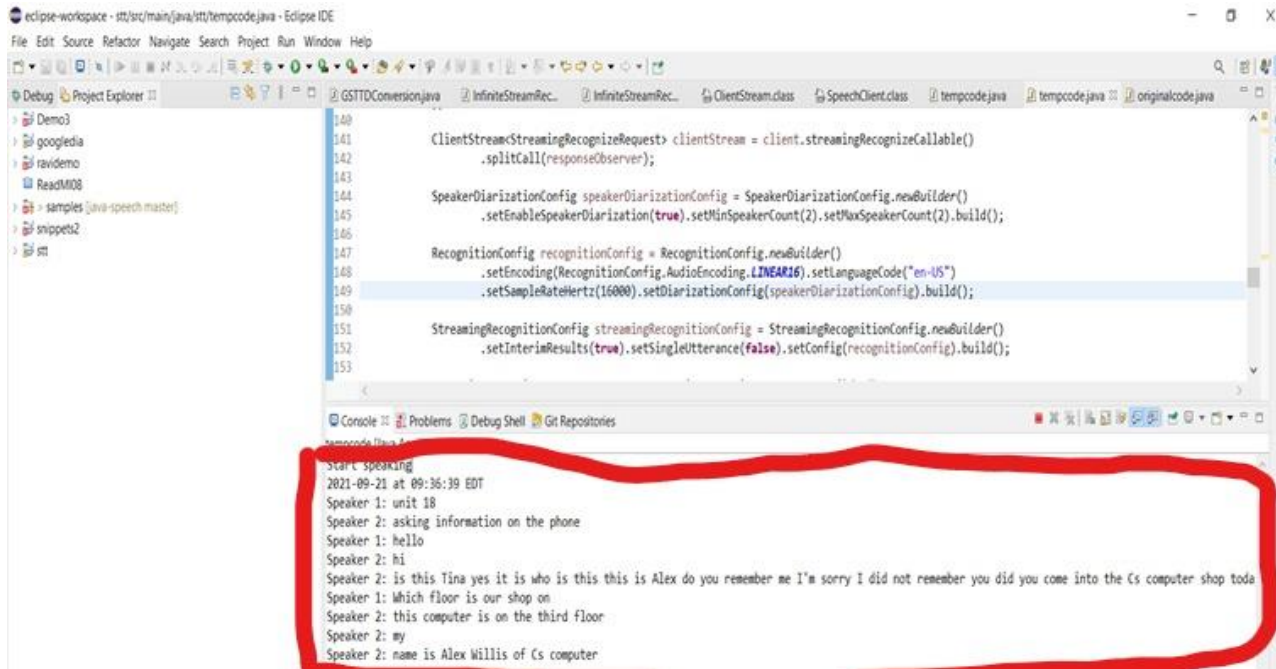 eclipse-workspace - stt/src/main/java/stt/tempcode.java - Eclipse IDE
File Edit Source Refactor Navigate Search Project Run Window Help
Debug Project Explorer
GSTTDConversion.java InfiniteStreamRec... InfiniteStreamRec... ClientStream.class SpeechClient.class tempcode.java tempcode.java originalcode.java
Demo3
googledia
ravidemo
ReadMI08
> samples [java-speech master]
snippets2
stt
140
141 ClientStream<StreamingRecognizeRequest> clientStream = client.streamingRecognizeCallable()
142 .splitCall(responseObserver);
143
144 SpeakerDiarizationConfig speakerDiarizationConfig = SpeakerDiarizationConfig.newBuilder()
145 .setEnableSpeakerDiarization(true).setMinSpeakerCount(2).setMaxSpeakerCount(2).build();
146
147 RecognitionConfig recognitionConfig = RecognitionConfig.newBuilder()
148 .setEncoding(RecognitionConfig.AudioEncoding.LINEAR16).setLanguageCode("en-US")
149 .setSampleRateHertz(16000).setDiarizationConfig(speakerDiarizationConfig).build();
150
151 StreamingRecognitionConfig streamingRecognitionConfig = StreamingRecognitionConfig.newBuilder()
152 .setInterimResults(true).setSingleUtterance(false).setConfig(recognitionConfig).build();
153
Console Problems Debug Shell Git Repositories
Start speaking
2021-09-21 at 09:36:39 EDT
Speaker 1: unit 18
Speaker 2: asking information on the phone
Speaker 1: hello
Speaker 2: hi
Speaker 2: is this Tina yes it is who is this this is Alex do you remember me I'm sorry I did not remember you did you come into the Cs computer shop toda
Speaker 1: Which floor is our shop on
Speaker 2: this computer is on the third floor
Speaker 2: my
Speaker 2: name is Alex Willis of Cs computer